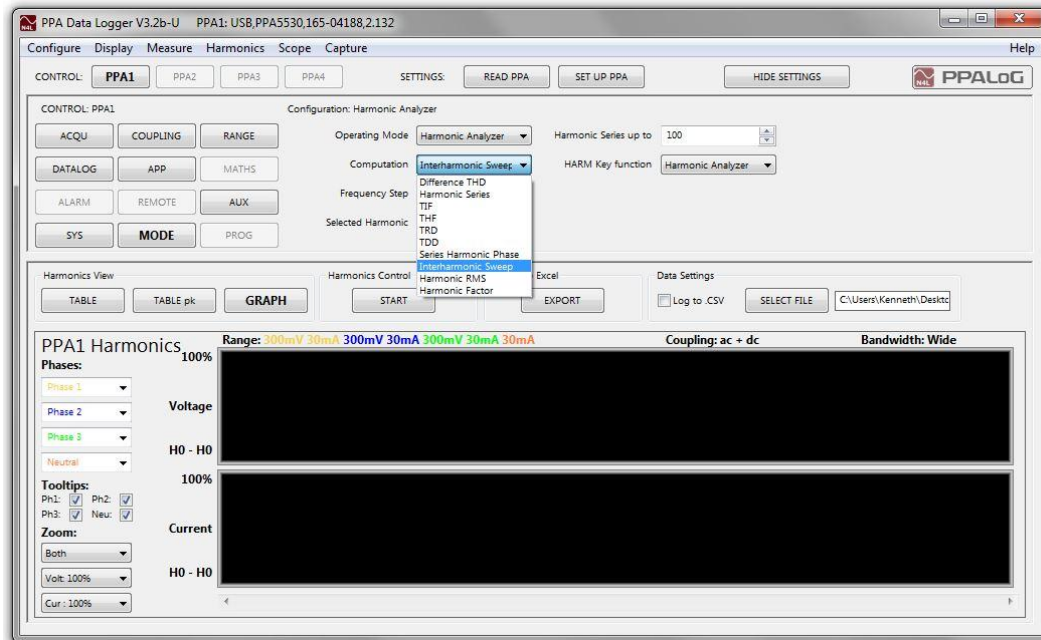 PPA Data Logger V3.2b-U PPA1: USB,PPA5530,165-04188,2.132
Configure Display Measure Harmonics Scope Capture Help
CONTROL: PPA1 PPA2 PPA3 PPA4 SETTINGS: READ PPA SET UP PPA HIDE SETTINGS N4L PPALoG
CONTROL: PPA1 Configuration: Harmonic Analyzer
ACQU COUPLING RANGE Operating Mode Harmonic Analyzer Harmonic Series up to 100
DATALOG APP MATHS Computation Interharmonic Sweep HARM Key function Harmonic Analyzer
Difference THD
Frequency Step Harmonic Series
ALARM REMOTE AUX TIF
Selected Harmonic THF
SYS MODE PROG TRD
TDD
Series Harmonic Phase
Interharmonic Sweep
Harmonic RMS
Harmonic Factor
Harmonics View Harmonics Control Excel Data Settings
TABLE TABLE pk GRAPH START EXPORT Log to .CSV SELECT FILE C:\Users\Kenneth\Deskto
PPA1 Harmonics Range: 300mV 30mA 300mV 30mA 300mV 30mA 30mA Coupling: ac + dc Bandwidth: Wide
100%
Phases:
Phase 1
Phase 2 Voltage
Phase 3
H0 - H0
Neutral
100%
Tooltips:
Ph1: Ph2:
Ph3: Neu:
Zoom: Current
Both
Volt: 100% H0 - H0
Cur : 100%